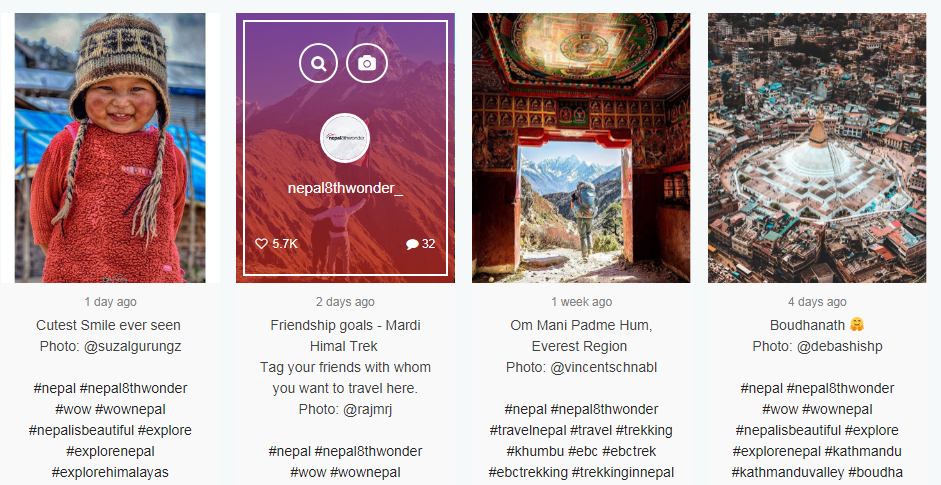 nepal8thwonder
nepal8thwonder_
5.7K
32
1 day ago
Cutest Smile ever seen
Photo: @suzalgurungz
#nepal #nepal8thwonder
#wow #wownepal
#nepalisbeautiful #explore
#explorenepal
#explorehimalayas
2 days ago
Friendship goals - Mardi
Himal Trek
Tag your friends with whom
you want to travel here.
Photo: @rajmrj
#nepal #nepal8thwonder
#wow #wownepal
1 week ago
Om Mani Padme Hum,
Everest Region
Photo: @vincentschnabl
#nepal #nepal8thwonder
#travelnepal #travel #trekking
#khumbu #ebc #ebctrek
#ebctrekking #trekkinginnepal
4 days ago
Boudhanath 🤗
Photo: @debashishp
#nepal #nepal8thwonder
#wow #wownepal
#nepalisbeautiful #explore
#explorenepal #kathmandu
#kathmanduvalley #boudha